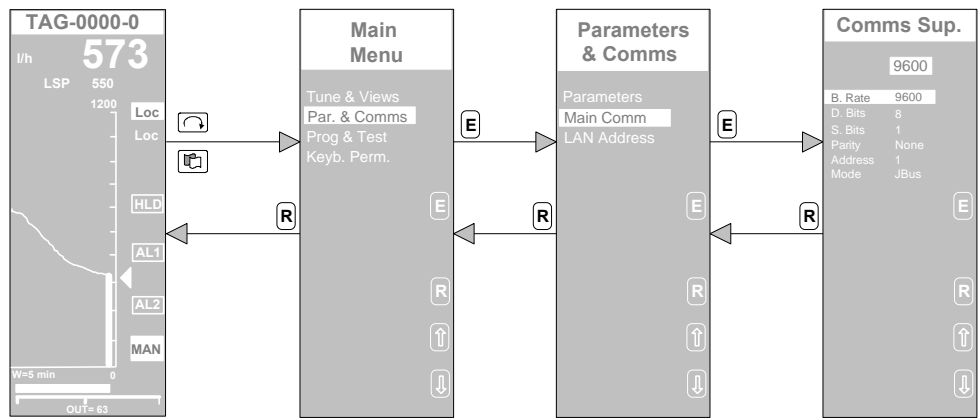 TAG-0000-0
l/h 573
LSP 550
1200
Loc
Loc
HLD
AL1
AL2
MAN
W=5 min 0
OUT= 63
R
Main
Menu
Tune & Views
Par. & Comms
Prog & Test
Keyb. Perm.
E
R
E
R
Parameters
& Comms
Parameters
Main Comm
LAN Address
E
R
E
R
Comms Sup.
9600
B. Rate 9600
D. Bits 8
S. Bits 1
Parity None
Address 1
Mode JBus
E
R